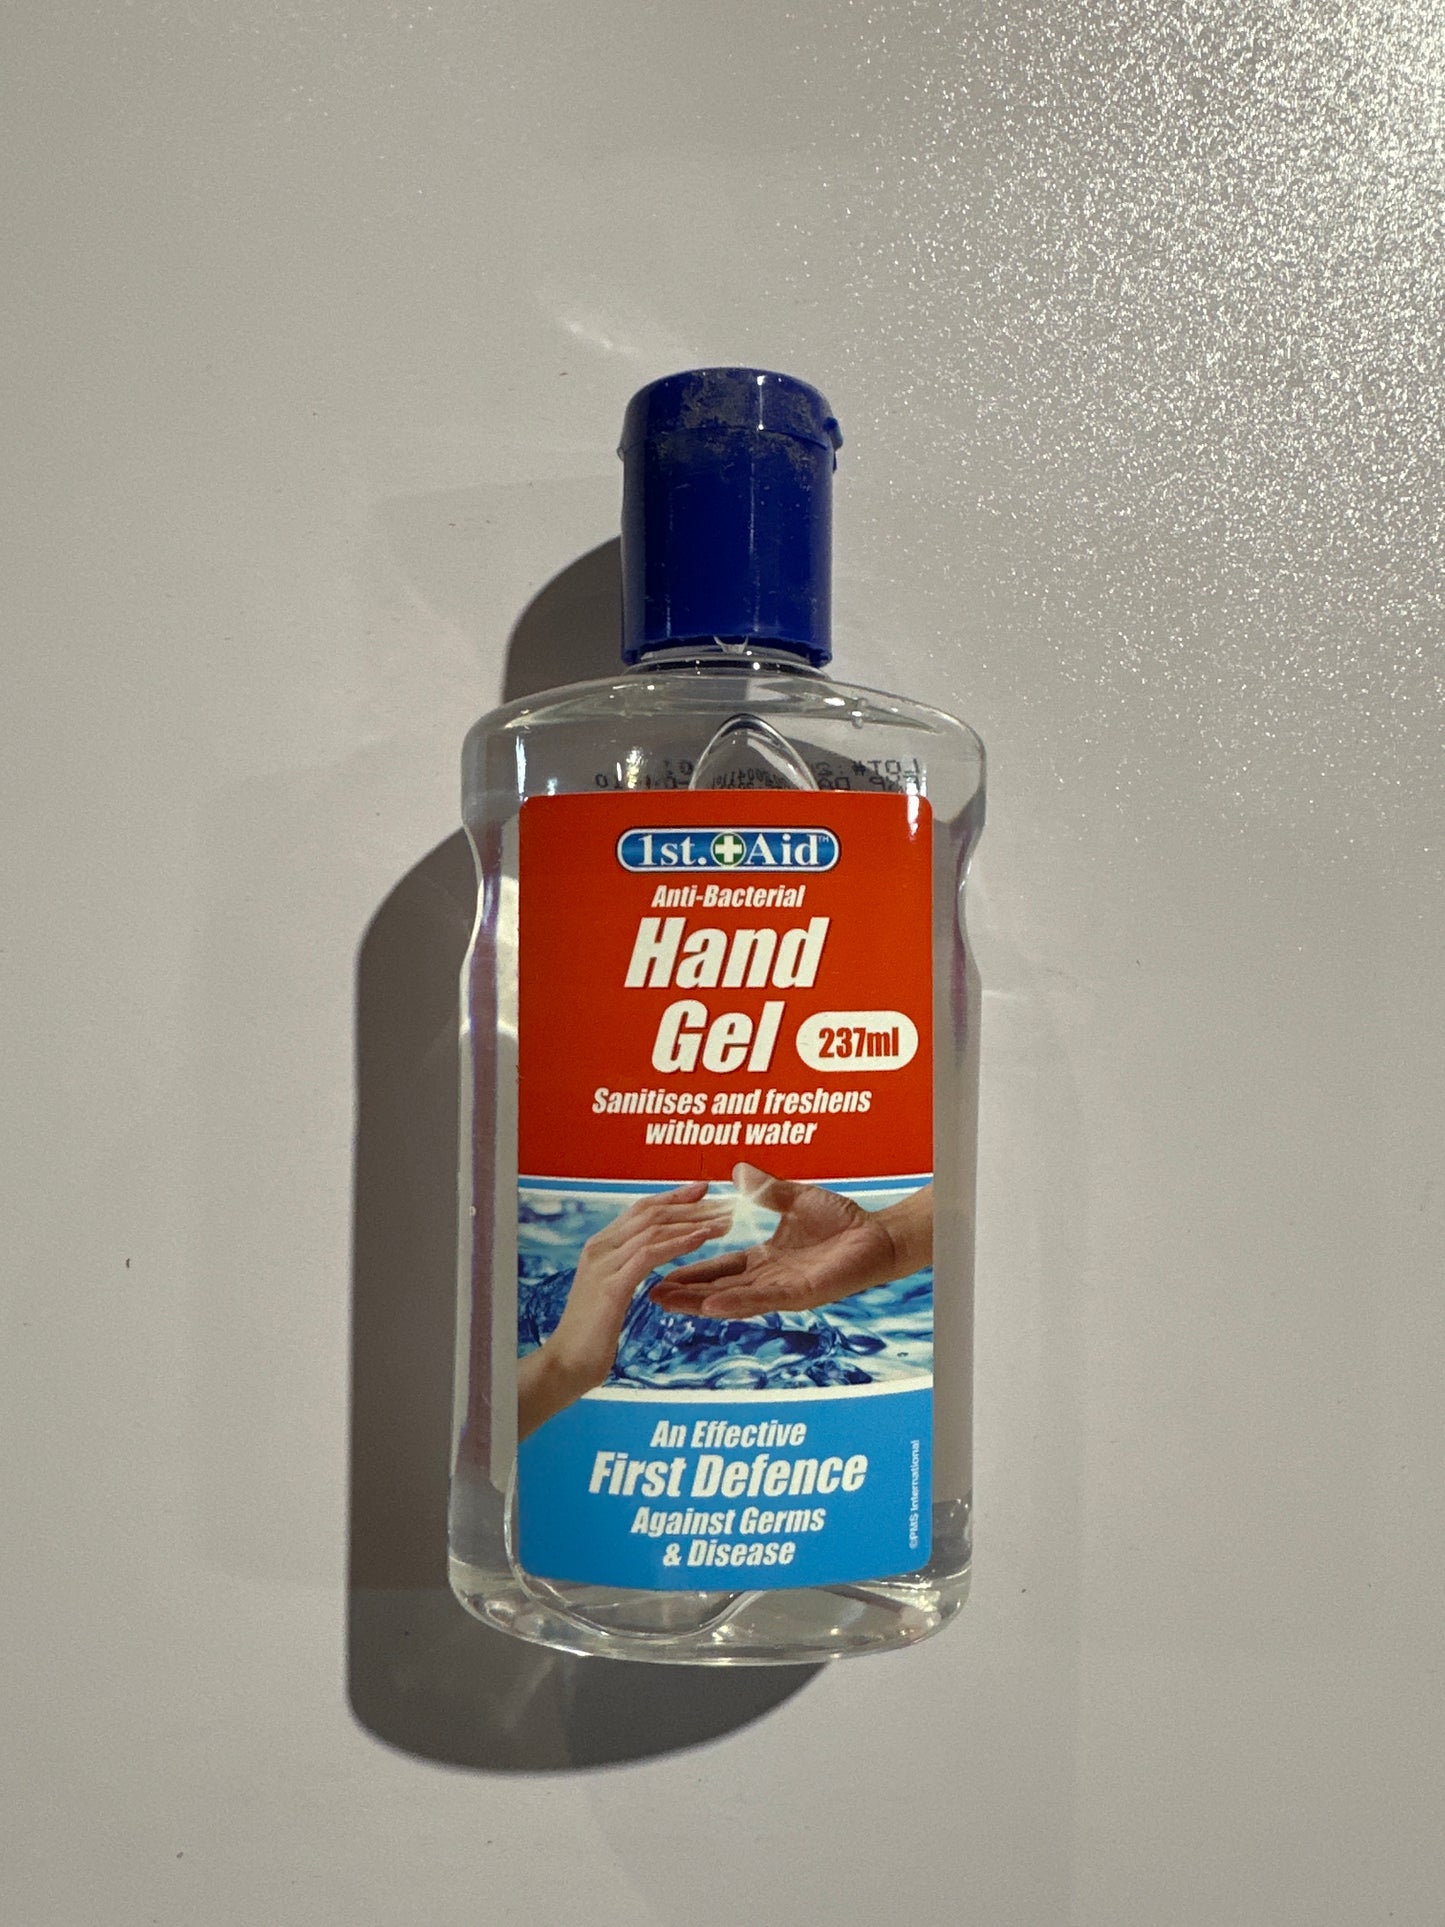 1st. Aid™
Anti-Bacterial
Hand
Gel
237ml
Sanitises and freshens
without water
An Effective
First Defence
Against Germs
& Disease
©PMS International